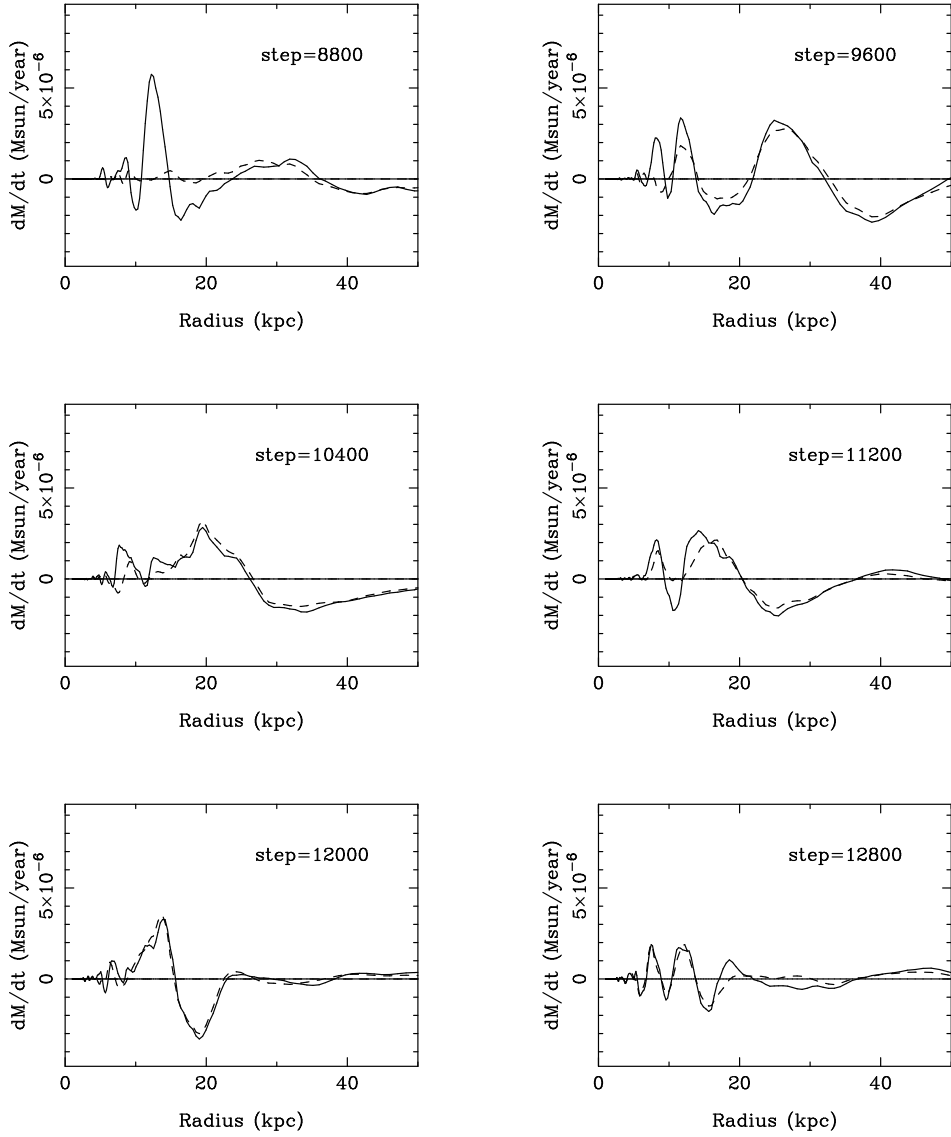 step=8800
dM/dt (Msun/year)
5×10⁻⁶
0
0 20 40
Radius (kpc)
step=9600
dM/dt (Msun/year)
5×10⁻⁶
0
0 20 40
Radius (kpc)
step=10400
dM/dt (Msun/year)
5×10⁻⁶
0
0 20 40
Radius (kpc)
step=11200
dM/dt (Msun/year)
5×10⁻⁶
0
0 20 40
Radius (kpc)
step=12000
dM/dt (Msun/year)
5×10⁻⁶
0
0 20 40
Radius (kpc)
step=12800
dM/dt (Msun/year)
5×10⁻⁶
0
0 20 40
Radius (kpc)